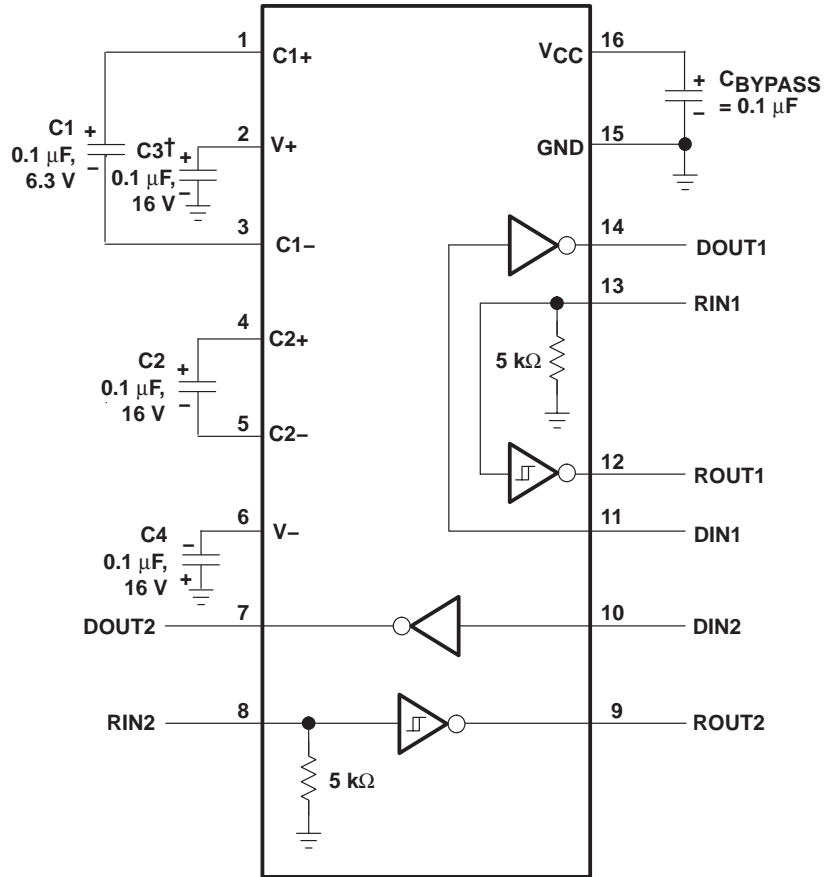 1
C1+
C1
+
0.1 μF,
6.3 V
−
2
V+
C3†
+
0.1 μF,
16 V
−
3
C1−
4
C2+
C2
+
0.1 μF,
16 V
−
5
C2−
6
V−
C4
−
0.1 μF,
16 V
+
DOUT2
7
RIN2
8
5 kΩ
VCC
16
+
CBYPASS
−
= 0.1 μF
GND
15
14
DOUT1
13
RIN1
5 kΩ
12
ROUT1
11
DIN1
10
DIN2
9
ROUT2